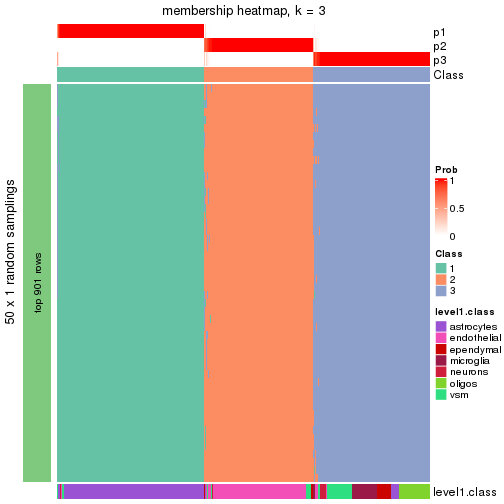 membership heatmap, k = 3
p1
p2
p3
Class
50 x 1 random samplings
top 901 rows
Prob
1
0.5
0
Class
1
2
3
level1.class
astrocytes
endothelial
ependymal
microglia
neurons
oligos
vsm
level1.class